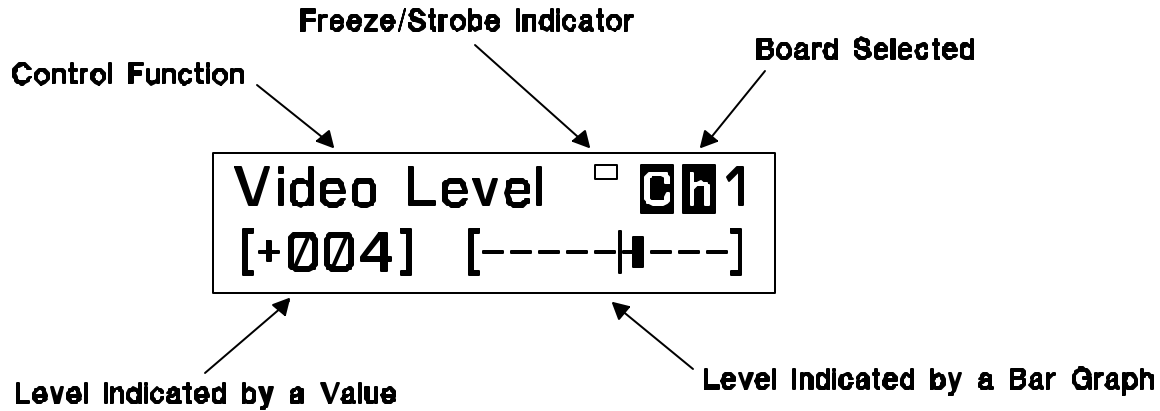 Freeze/Strobe Indicator
Board Selected
Control Function
Video Level Ch1
[+004] [-----|---]
Level Indicated by a Value
Level Indicated by a Bar Graph